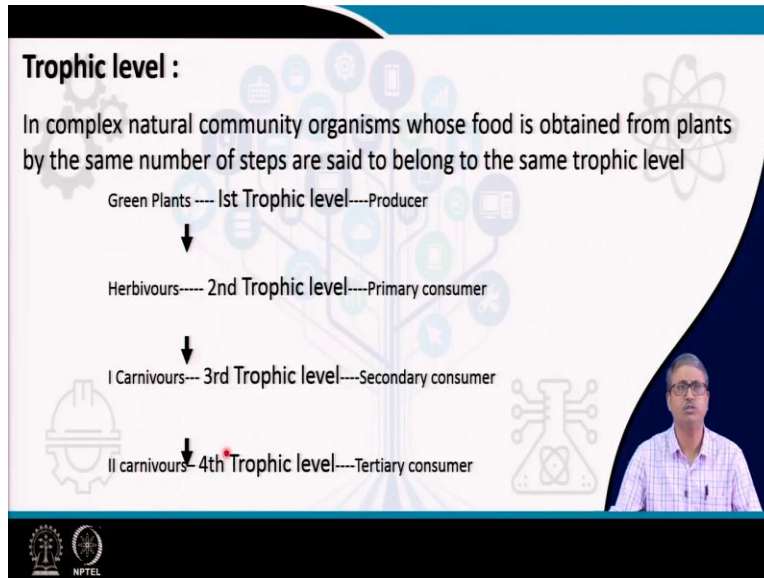 Trophic level :
In complex natural community organisms whose food is obtained from plants
by the same number of steps are said to belong to the same trophic level
Green Plants ---- Ist Trophic level----Producer
Herbivours----- 2nd Trophic level----Primary consumer
I Carnivours--- 3rd Trophic level----Secondary consumer
II carnivours– 4th Trophic level----Tertiary consumer
NPTEL